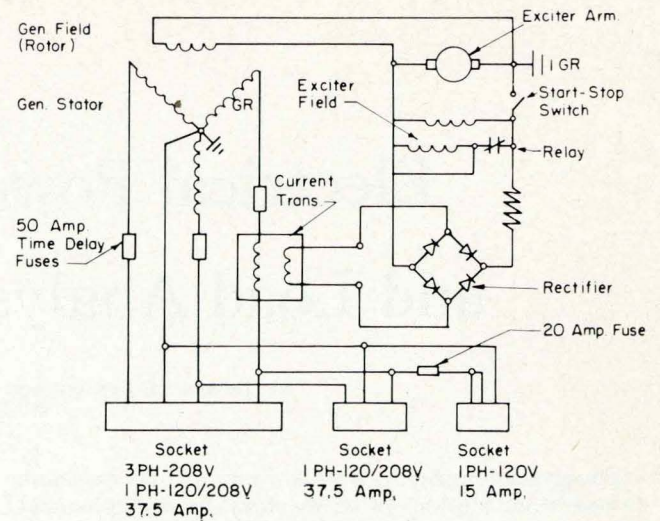 Gen Field
(Rotor)
Exciter Arm.
1 GR
Exciter
Field
Start-Stop
Switch
Gen. Stator
GR
Relay
Current
Trans.
50 Amp.
Time Delay
Fuses
Rectifier
20 Amp. Fuse
Socket
3PH-208V
1 PH-120/208V
37.5 Amp.
Socket
1 PH-120/208V
37.5 Amp.
Socket
1PH-120V
15 Amp.